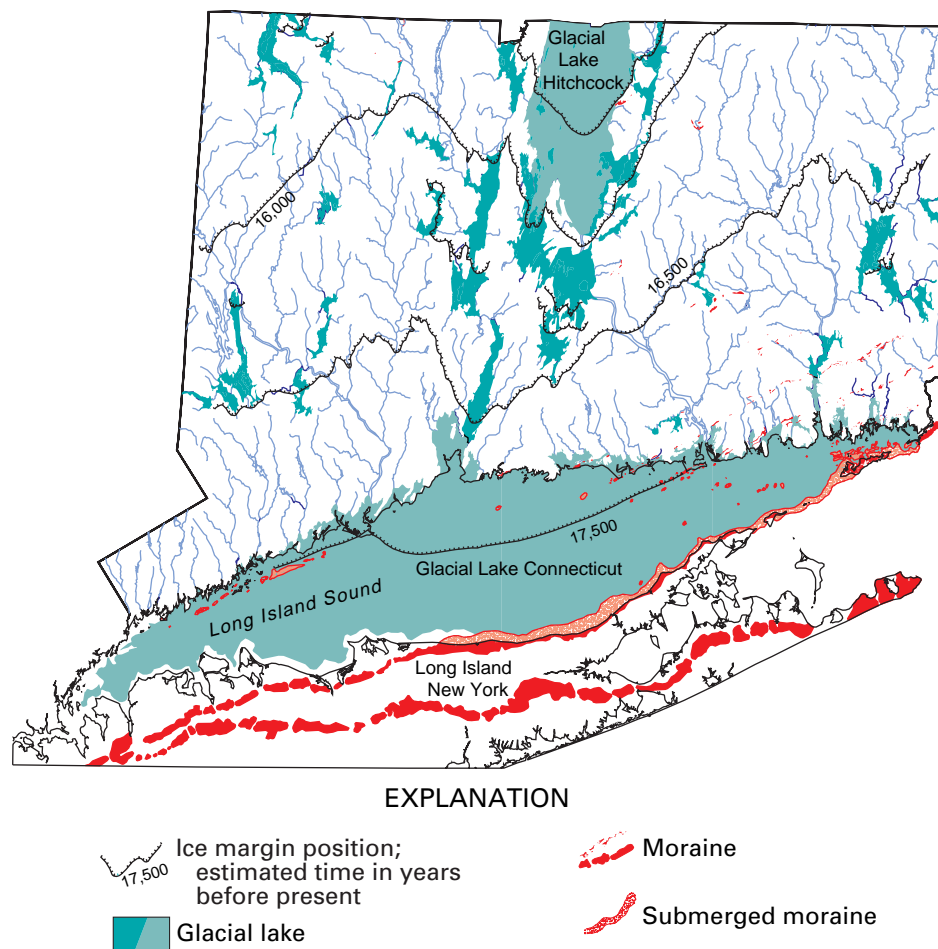 Glacial
Lake
Hitchcock
16,000
16,500
17,500
Glacial Lake Connecticut
Long Island Sound
Long Island
New York
EXPLANATION
Ice margin position;
estimated time in years
before present
17,500
Glacial lake
Moraine
Submerged moraine